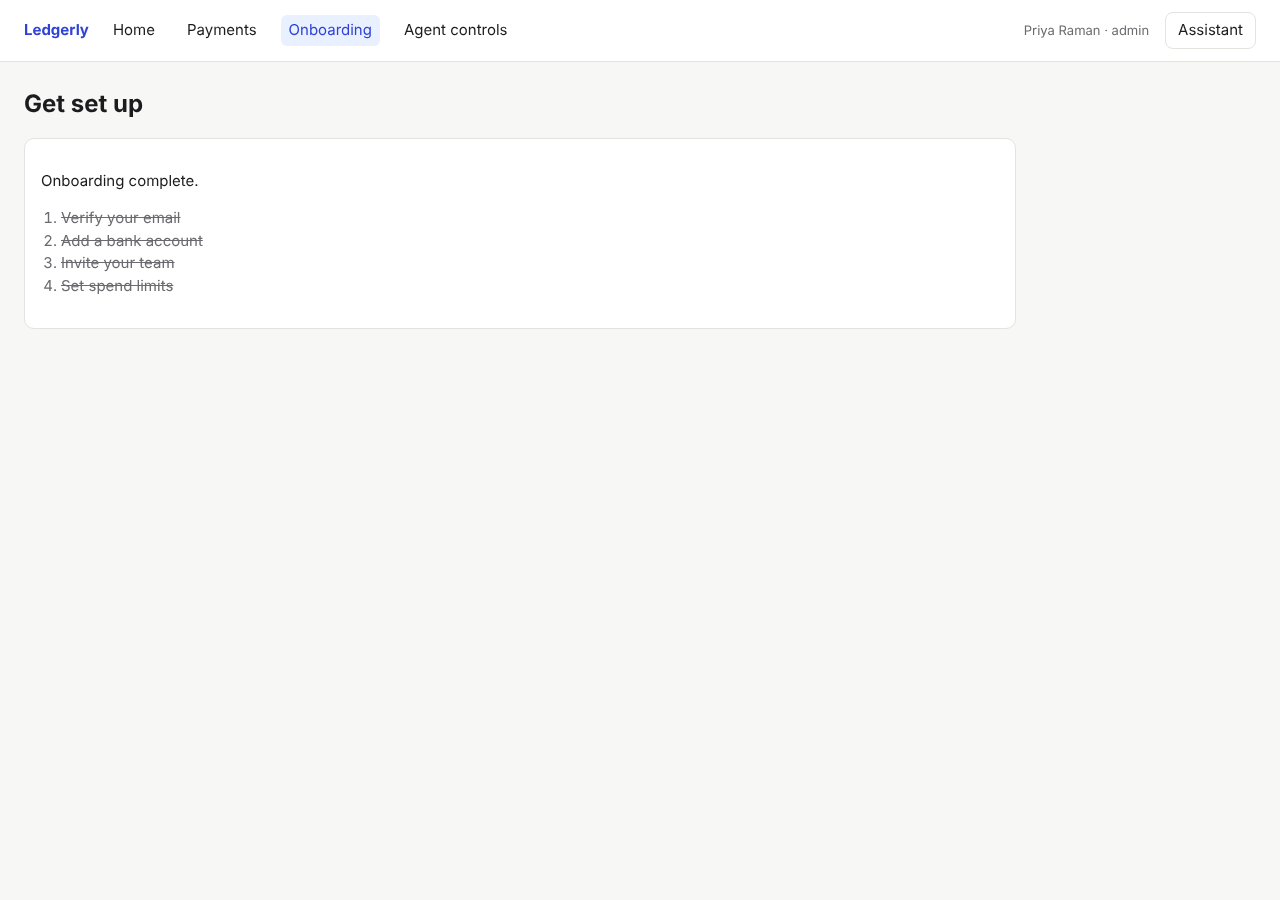 Ledgerly Home Payments Onboarding Agent controls Priya Raman · admin Assistant
Get set up
Onboarding complete.
1. Verify your email
2. Add a bank account
3. Invite your team
4. Set spend limits